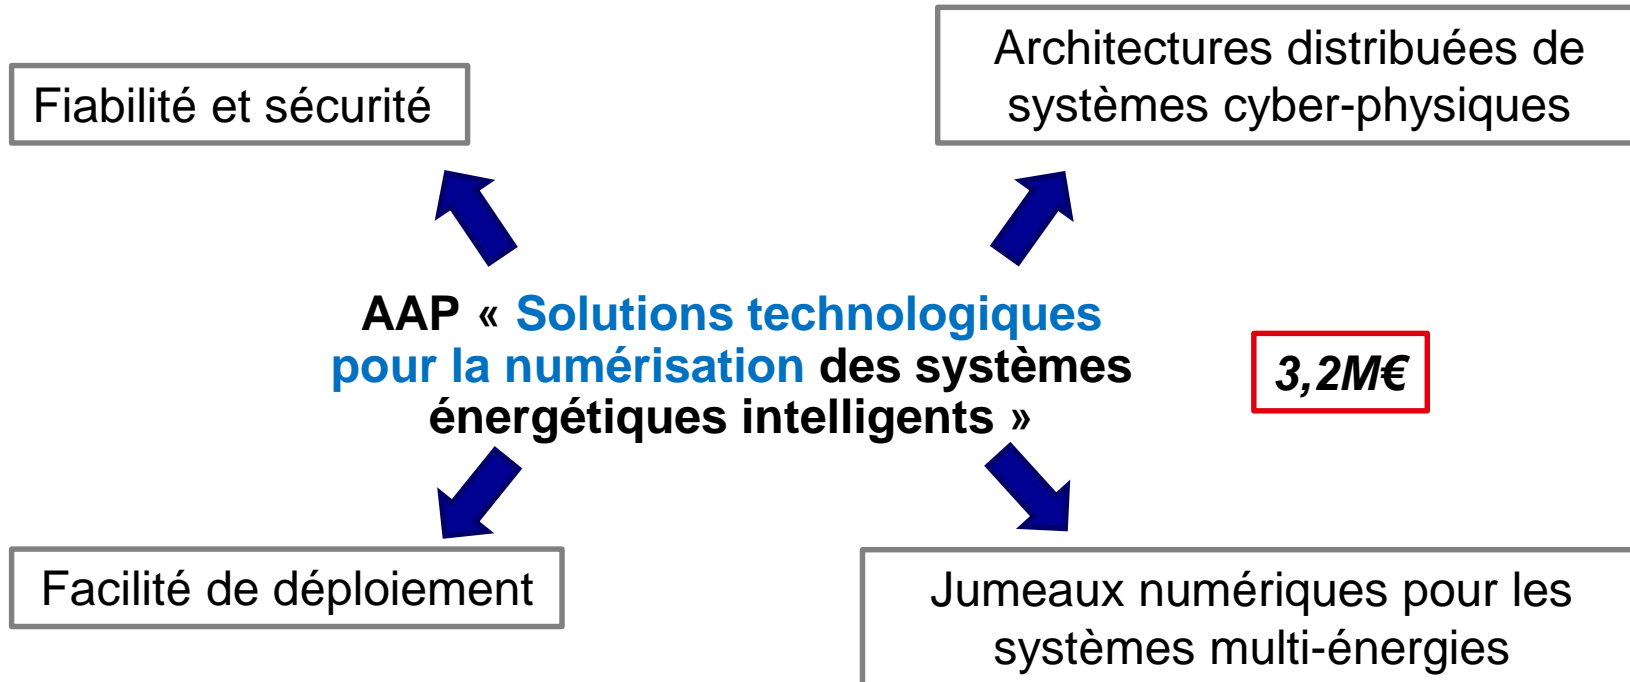 Fiabilité et sécurité
Architectures distribuées de
systèmes cyber-physiques
AAP « Solutions technologiques
pour la numérisation des systèmes
énergétiques intelligents »
3,2M€
Facilité de déploiement
Jumeaux numériques pour les
systèmes multi-énergies